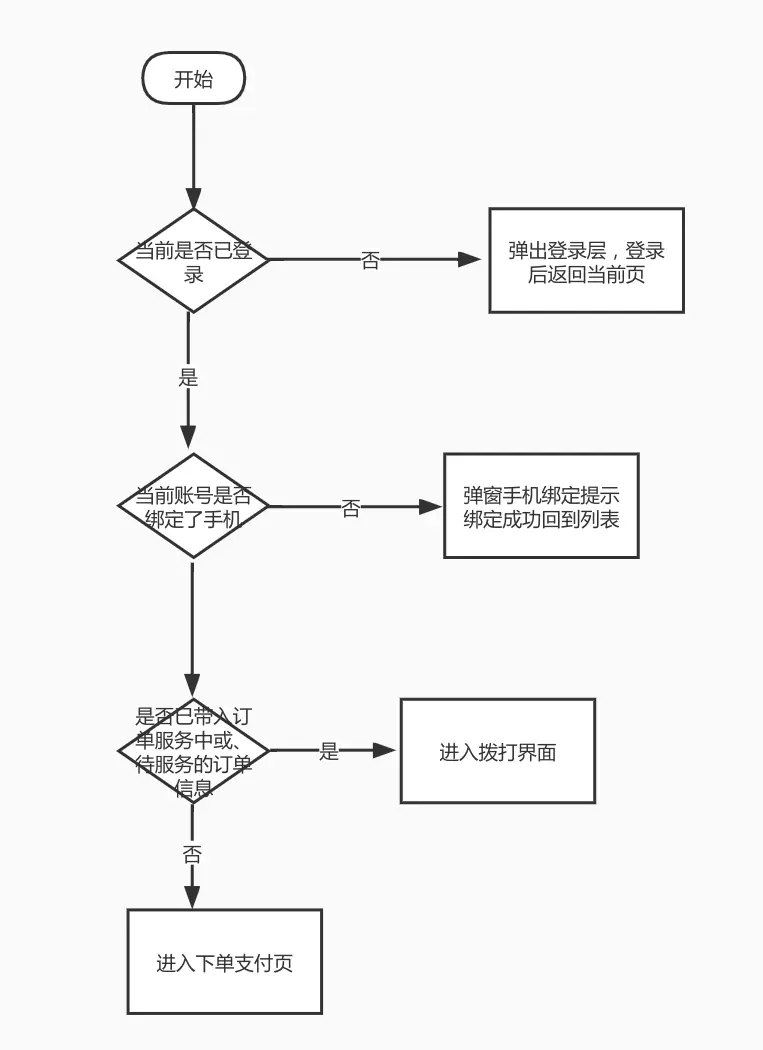 开始
当前是否已登
录
否
弹出登录层，登录
后返回当前页
是
当前账号是否
绑定了手机
否
弹窗手机绑定提示
绑定成功回到列表
是否已带入订
单服务中或、
待服务的订单
信息
是
进入拨打界面
否
进入下单支付页